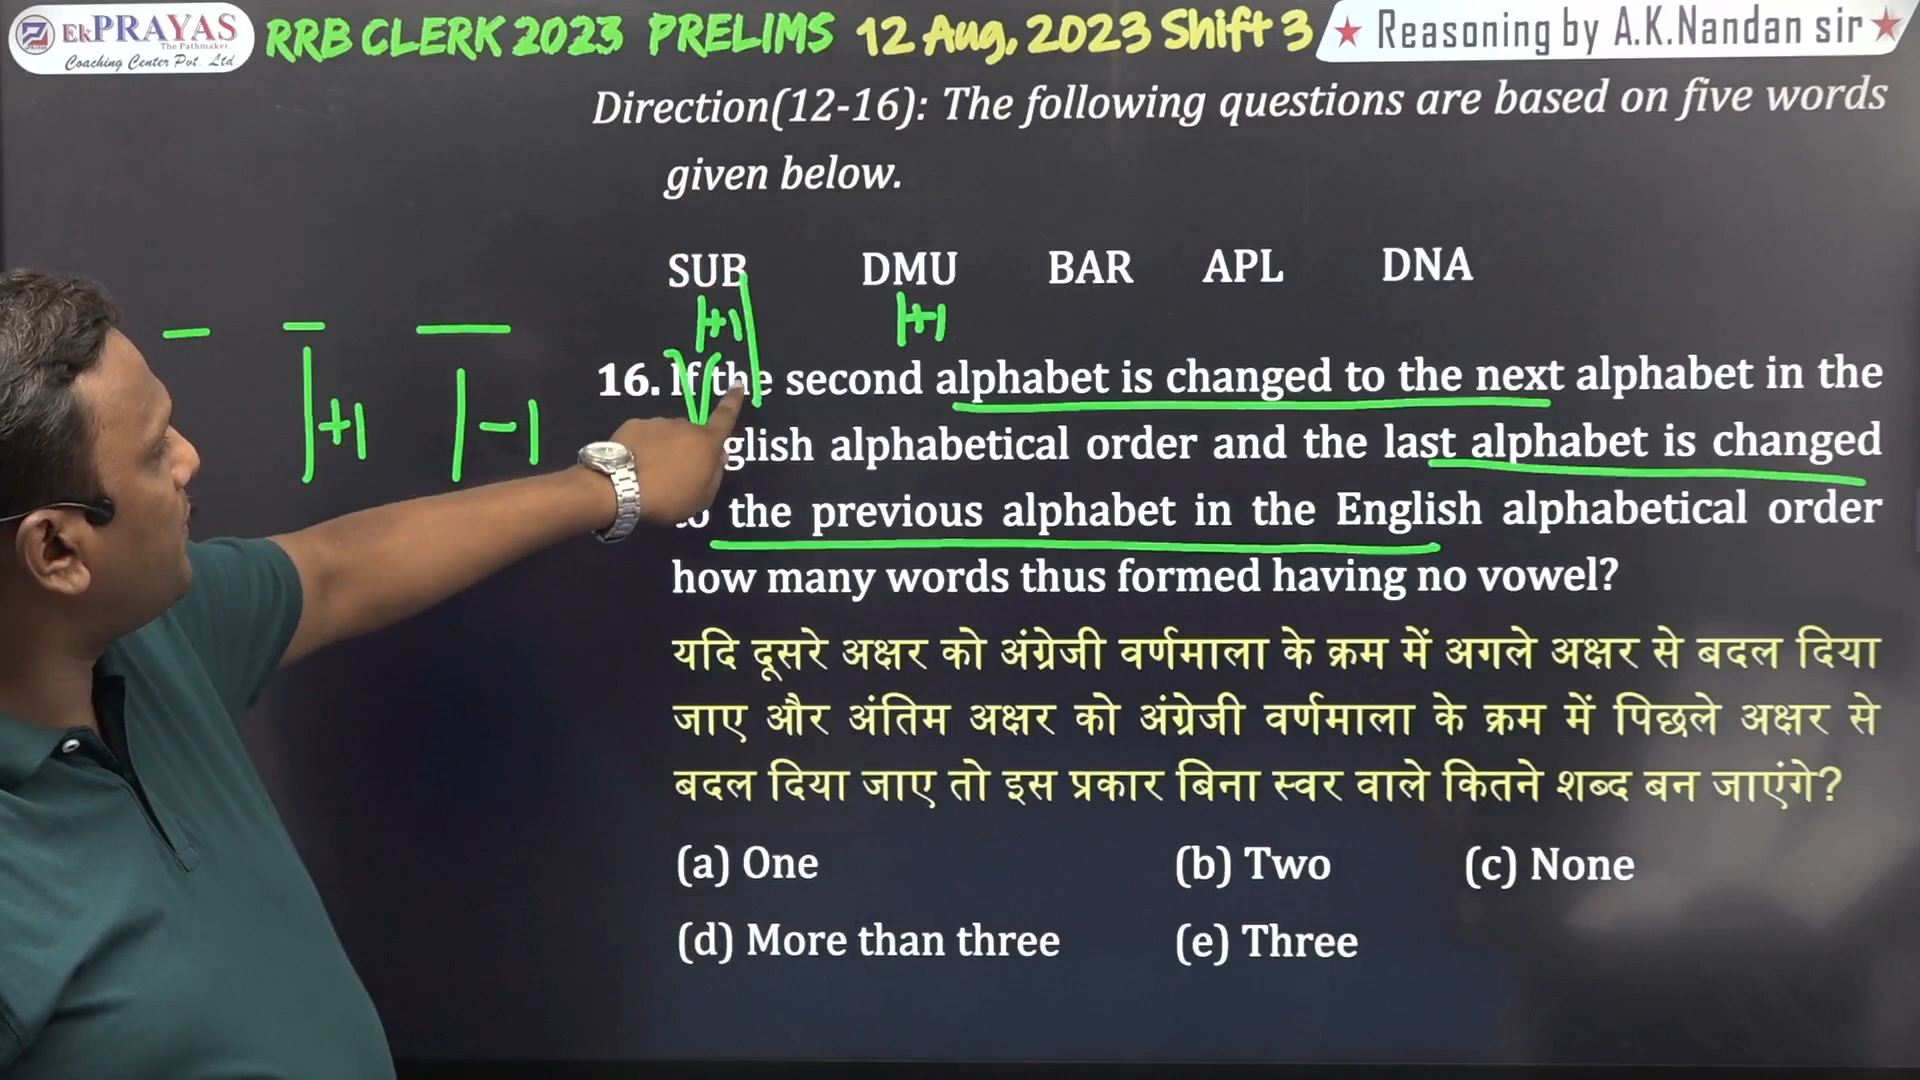 EkPRAYAS
The Pathmaker...
Coaching Center Pvt. Ltd
RRB CLERK 2023 PRELIMS 12 Aug, 2023 Shift 3
Reasoning by A.K.Nandan sir
Direction(12-16): The following questions are based on five words
given below.
SUB DMU BAR APL DNA
+1 +1
+1 -1
V
16. If the second alphabet is changed to the next alphabet in the
glish alphabetical order and the last alphabet is changed
to the previous alphabet in the English alphabetical order
how many words thus formed having no vowel?
यदि दूसरे अक्षर को अंग्रेजी वर्णमाला के क्रम में अगले अक्षर से बदल दिया
जाए और अंतिम अक्षर को अंग्रेजी वर्णमाला के क्रम में पिछले अक्षर से
बदल दिया जाए तो इस प्रकार बिना स्वर वाले कितने शब्द बन जाएंगे?
(a) One (b) Two (c) None
(d) More than three (e) Three